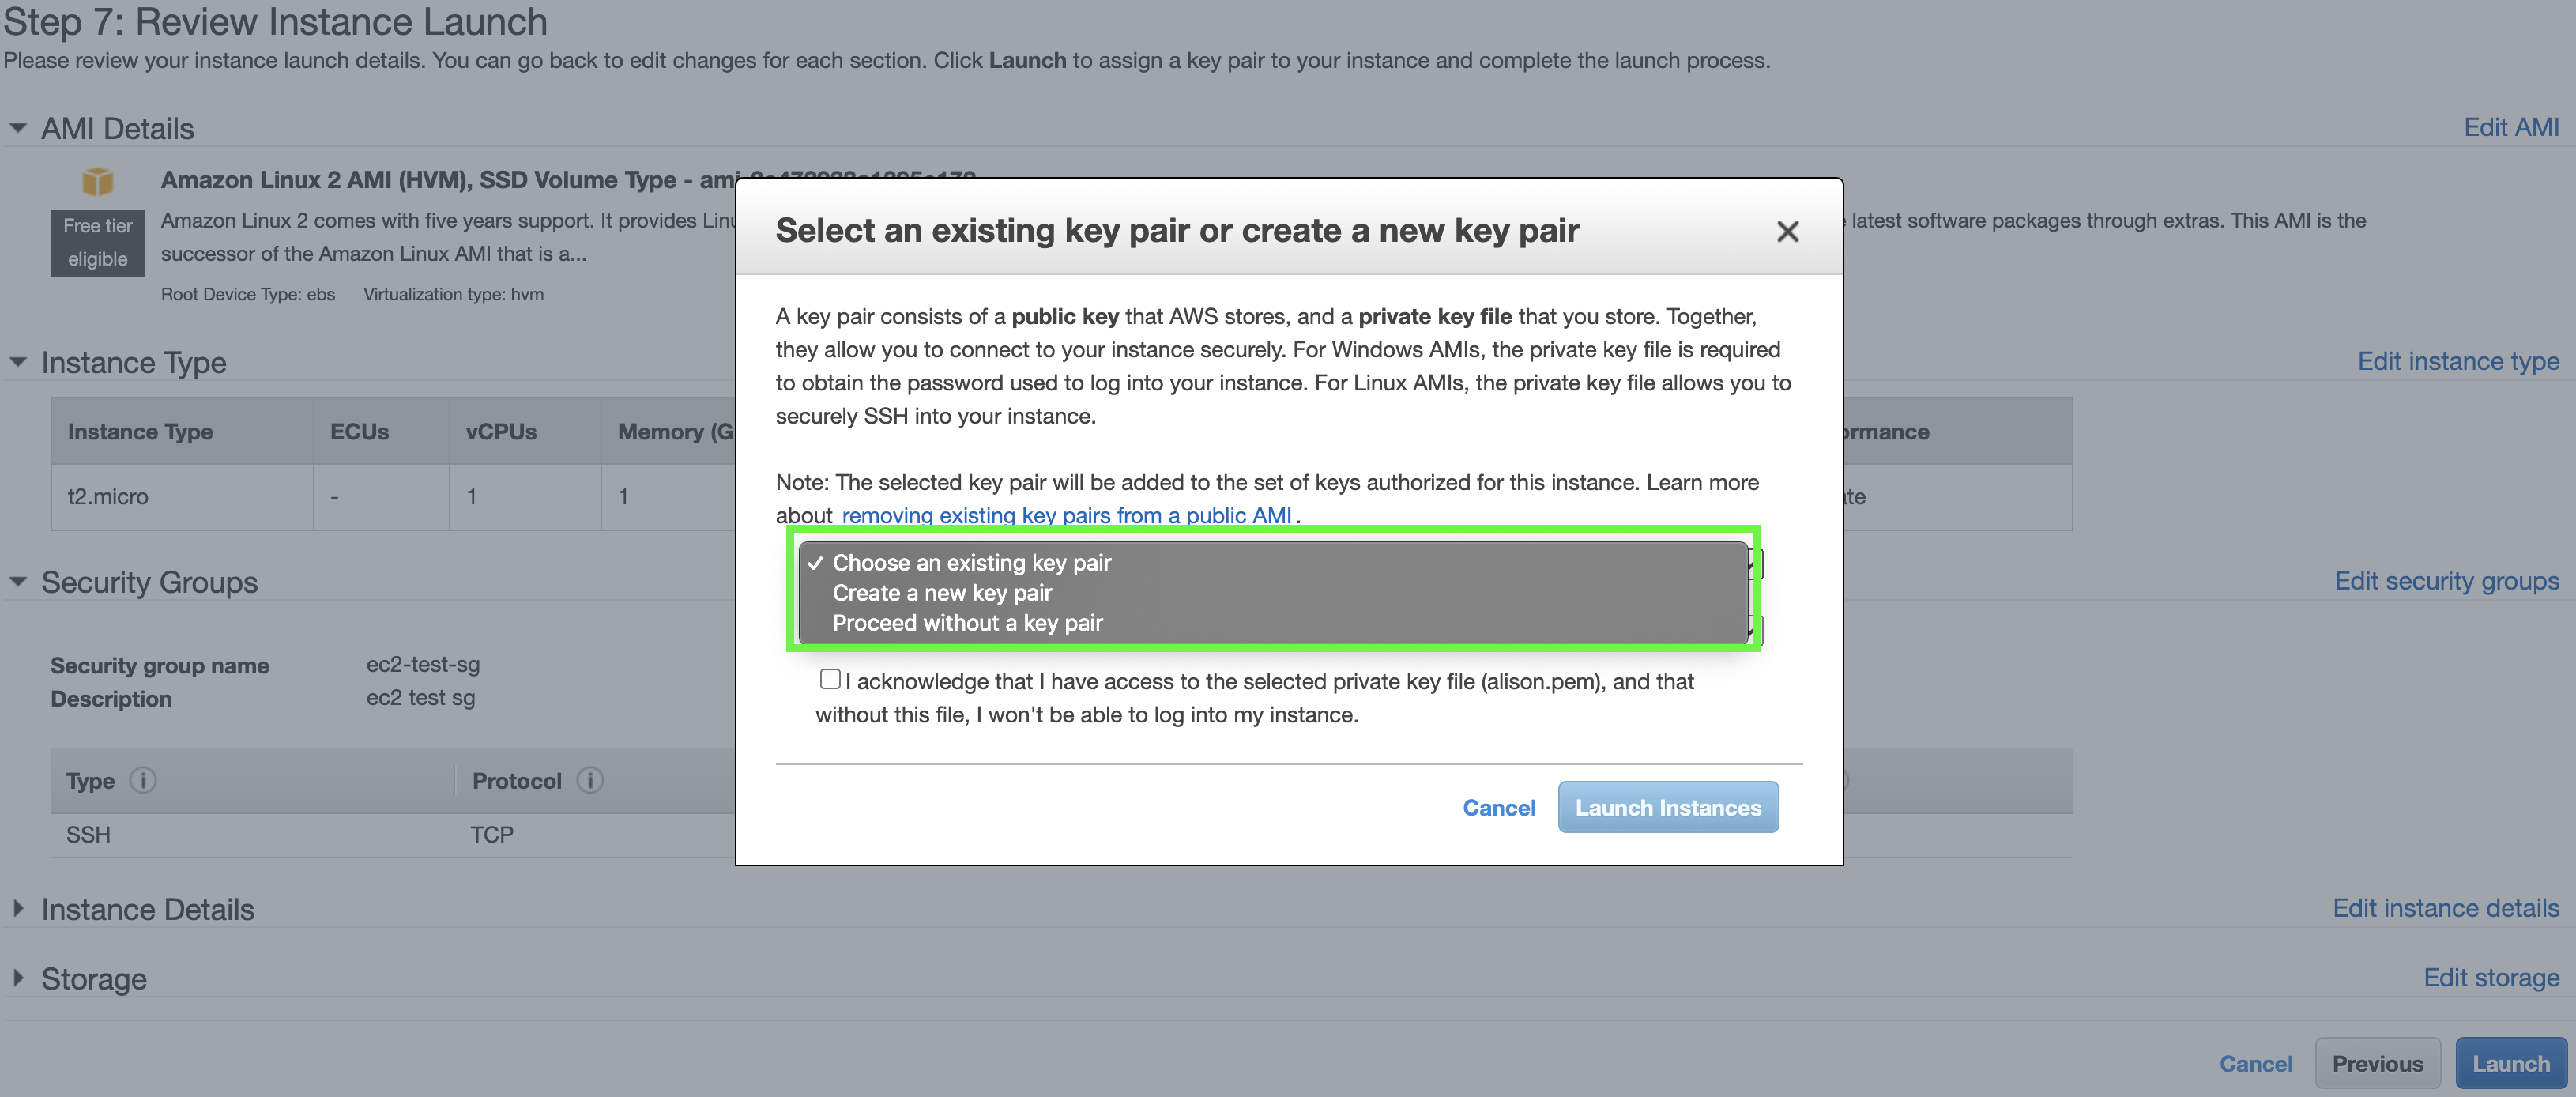 Step 7: Review Instance Launch
Please review your instance launch details. You can go back to edit changes for each section. Click Launch to assign a key pair to your instance and complete the launch process.
AMI Details
Edit AMI
Amazon Linux 2 AMI (HVM), SSD Volume Type -
Free tier
eligible
Amazon Linux 2 comes with five years support. It provides
latest software packages through extras. This AMI is the
successor of the Amazon Linux AMI that is a...
Root Device Type: ebs Virtualization type: hvm
Select an existing key pair or create a new key pair
A key pair consists of a public key that AWS stores, and a private key file that you store. Together,
they allow you to connect to your instance securely. For Windows AMIs, the private key file is required
to obtain the password used to log into your instance. For Linux AMIs, the private key file allows you to
securely SSH into your instance.
Note: The selected key pair will be added to the set of keys authorized for this instance. Learn more
about removing existing key pairs from a public AMI .
✓ Choose an existing key pair
Create a new key pair
Proceed without a key pair
I acknowledge that I have access to the selected private key file (alison.pem), and that
without this file, I won't be able to log into my instance.
Cancel Launch Instances
Instance Type
Edit instance type
Instance Type ECUs vCPUs Memory
t2.micro - 1 1
Security Groups
Edit security groups
Security group name ec2-test-sg
Description ec2 test sg
Type i Protocol i
SSH TCP
Instance Details
Edit instance details
Storage
Edit storage
Cancel Previous Launch